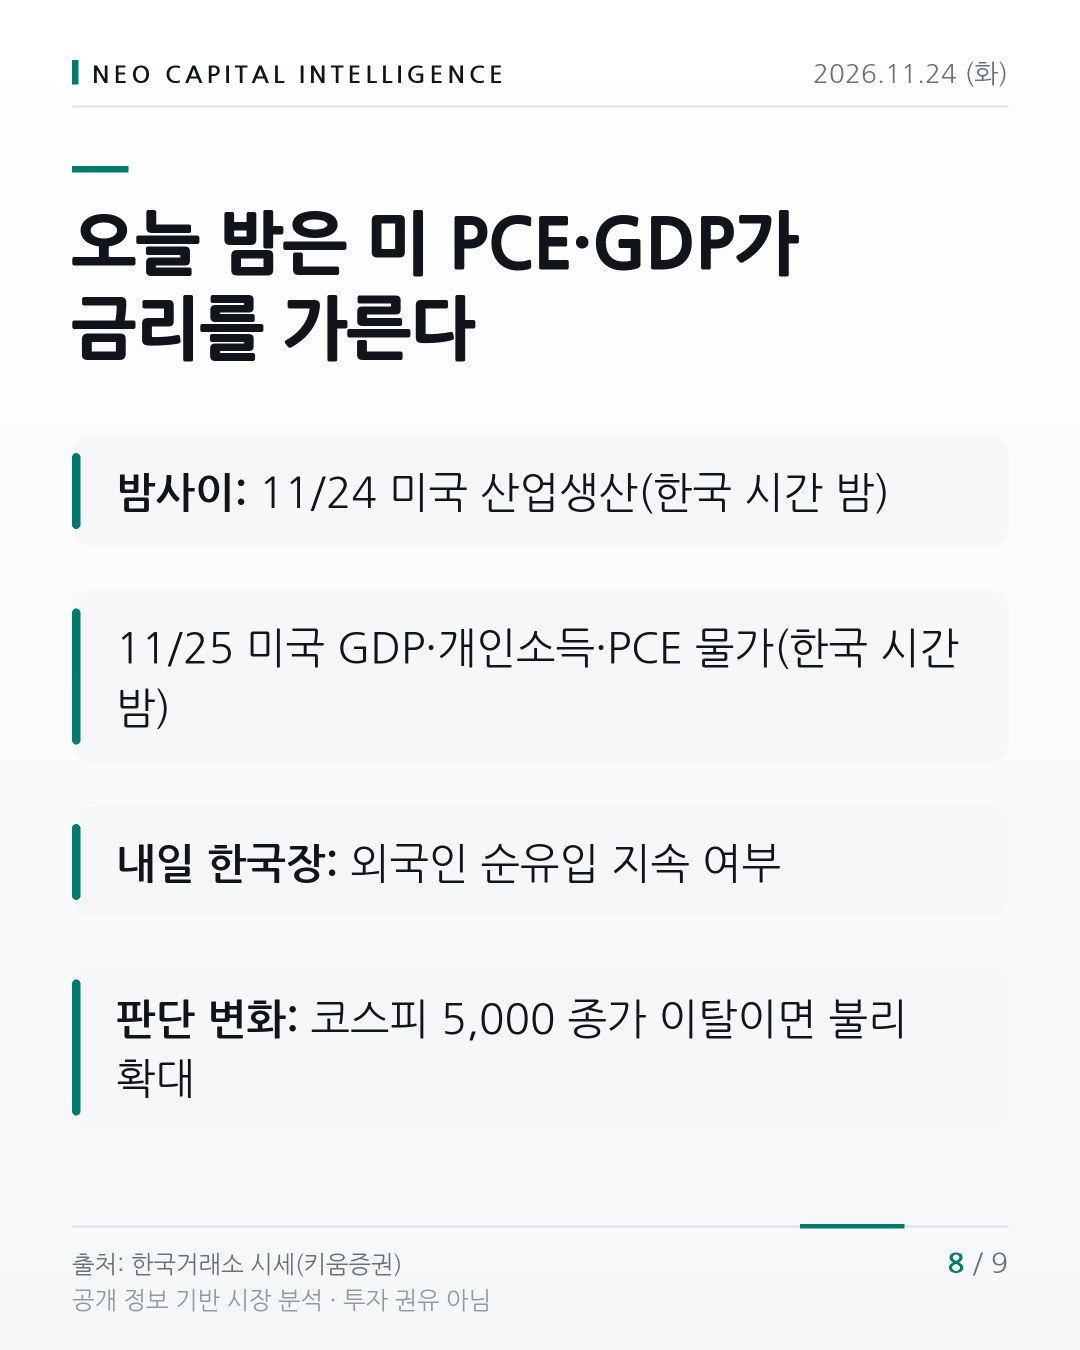 NEO CAPITAL INTELLIGENCE
2026.11.24 (화)
오늘 밤은 미 PCE·GDP가
금리를 가른다
밤사이: 11/24 미국 산업생산(한국 시간 밤)
11/25 미국 GDP·개인소득·PCE 물가(한국 시간
밤)
내일 한국장: 외국인 순유입 지속 여부
판단 변화: 코스피 5,000 종가 이탈이면 불리
확대
출처: 한국거래소 시세(키움증권)
8 / 9
공개 정보 기반 시장 분석 · 투자 권유 아님